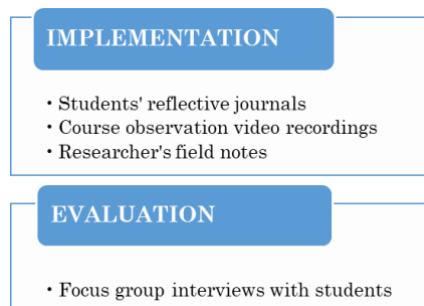 IMPLEMENTATION
• Students' reflective journals
• Course observation video recordings
• Researcher's field notes
EVALUATION
• Focus group interviews with students